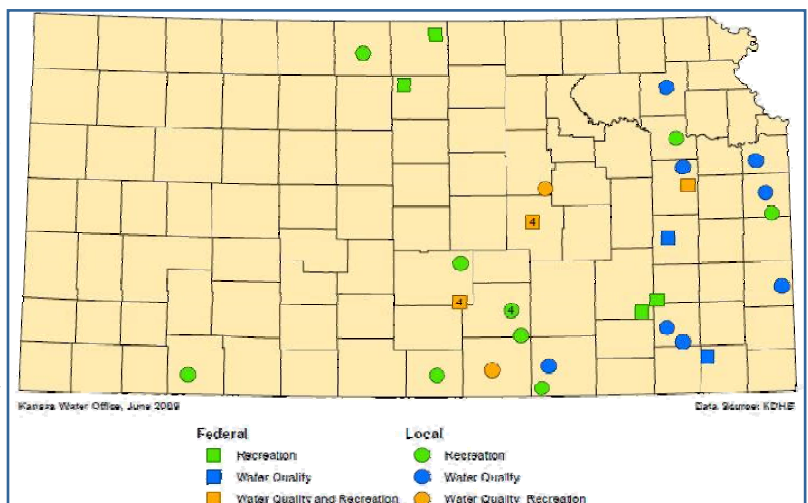 4
4
4
Kansas Water Office, June 2009 Data Source: KDHE
Federal Local
Recreation Recreation
Water Quality Water Quality
Water Quality and Recreation Water Quality Recreation